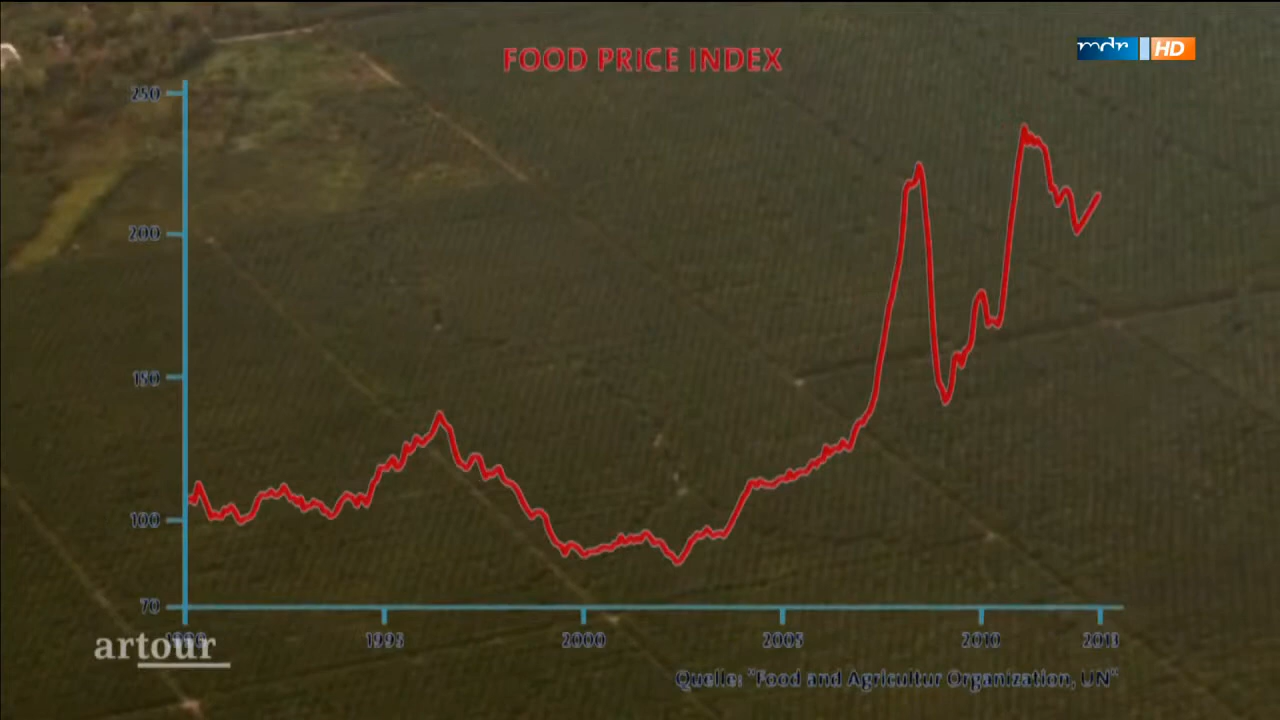 FOOD PRICE INDEX
mdr HD
250
200
150
100
70
1990 1995 2000 2005 2010 2013
artour
Quelle: "Food and Agricultur Organization, UN"